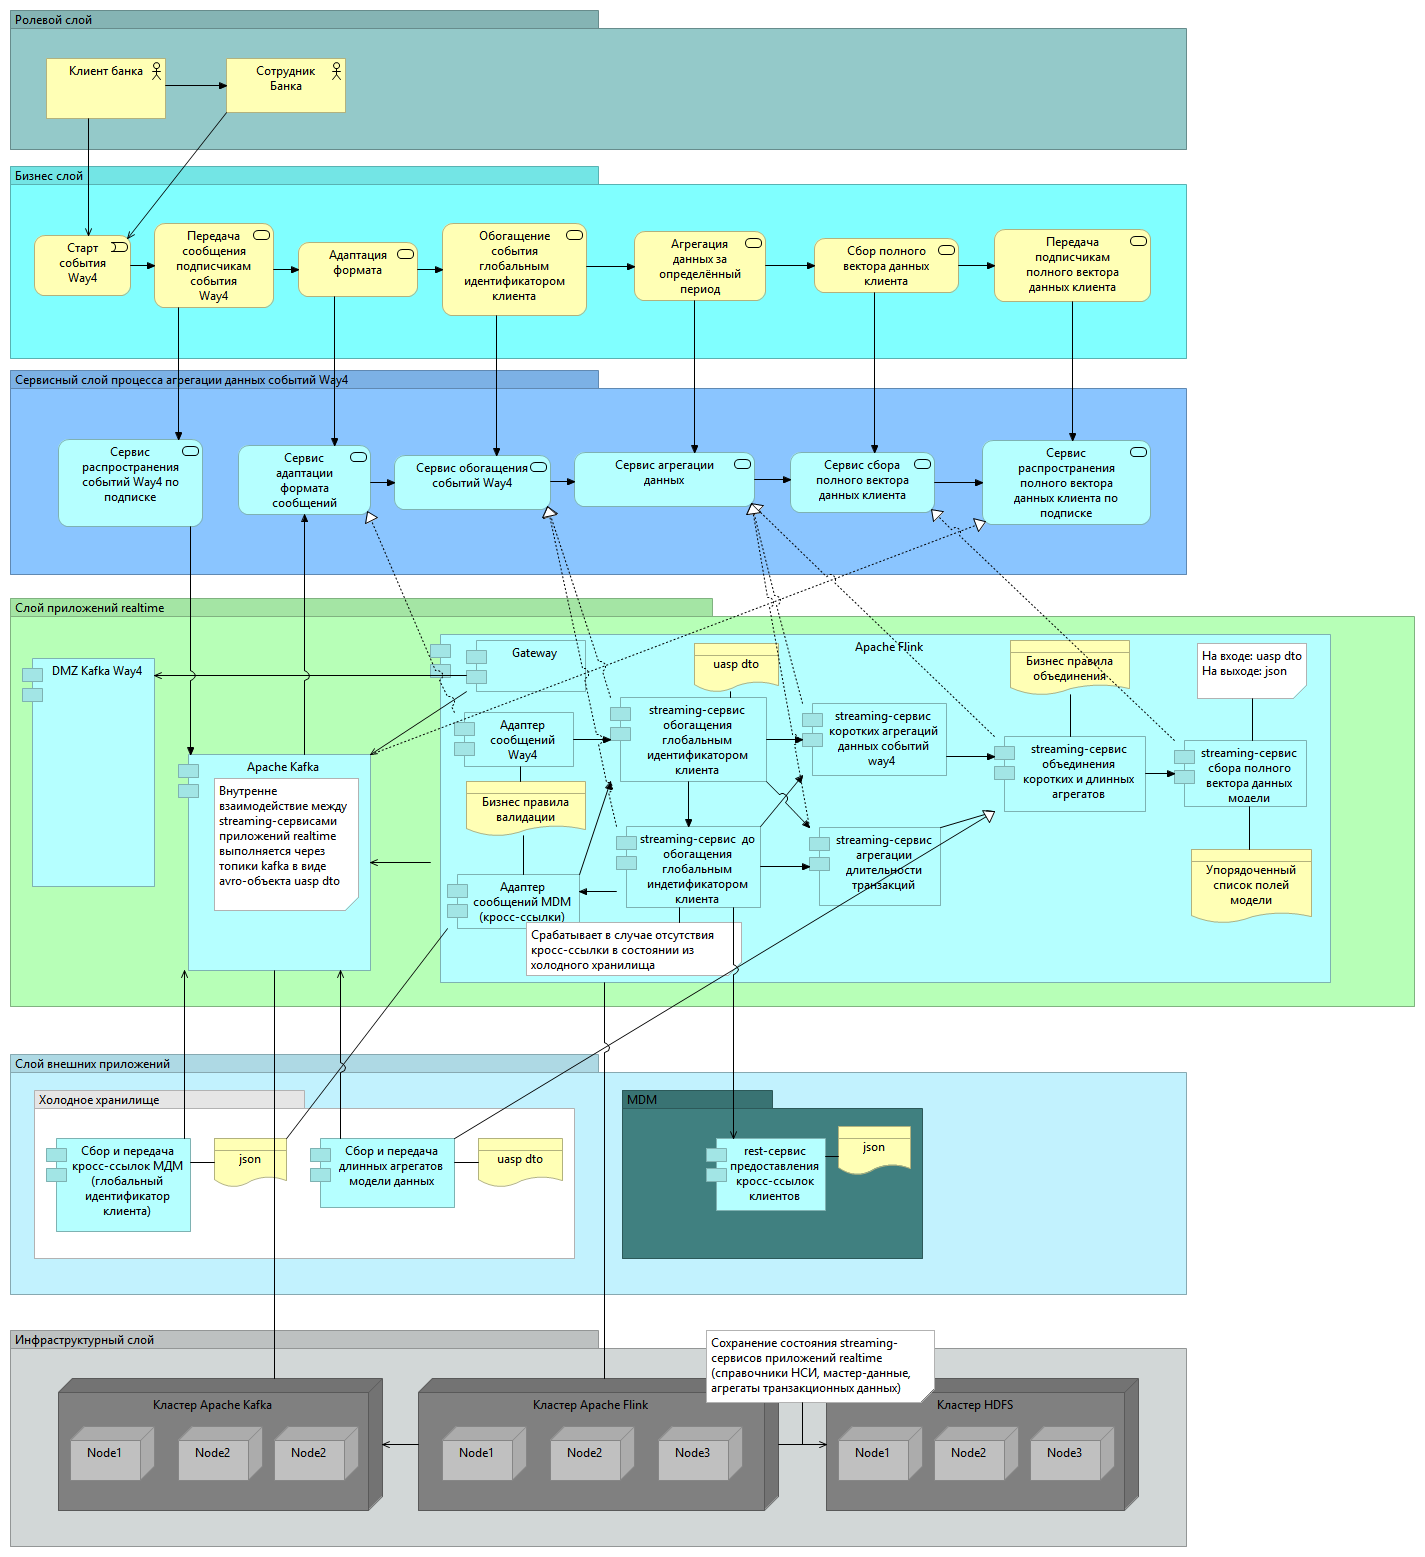 Ролевой слой
Клиент банка
Сотрудник
Банка
Бизнес слой
Старт
события
Way4
Передача
сообщения
подписчикам
события
Way4
Адаптация
формата
Обогащение
события
глобальным
идентификатором
клиента
Агрегация
данных за
определённый
период
Сбор полного
вектора данных
клиента
Передача
подписчикам
полного вектора
данных клиента
Сервисный слой процесса агрегации данных событий Way4
Сервис
распространения
событий Way4 по
подписке
Сервис
адаптации
формата
сообщений
Сервис обогащения
событий Way4
Сервис агрегации
данных
Сервис сбора
полного вектора
данных клиента
Сервис
распространения
полного вектора
данных клиента по
подписке
Слой приложений realtime
DMZ Kafka Way4
Apache Kafka
Внутренне
взаимодействие между
streaming-сервисами
приложений realtime
выполняется через
топики kafka в виде
avro-объекта uasp dto
Apache Flink
Gateway
Адаптер
сообщений
Way4
Бизнес правила
валидации
Адаптер
сообщений MDM
(кросс-ссылки)
uasp dto
streaming-сервис
обогащения
глобальным
идентификатором
клиента
streaming-сервис до
обогащения
глобальным
индетификатором
клиента
Срабатывает в случае отсутствия
кросс-ссылки в состоянии из
холодного хранилища
streaming-сервис
коротких агрегаций
данных событий
way4
streaming-сервис
агрегации
длительности
транзакций
Бизнес правила
объединения
streaming-сервис
объединения
коротких и длинных
агрегатов
На входе: uasp dto
На выходе: json
streaming-сервис
сбора полного
вектора данных
модели
Упорядоченный
список полей
модели
Слой внешних приложений
Холодное хранилище
Сбор и передача
кросс-ссылок МДМ
(глобальный
идентификатор
клиента)
json
Сбор и передача
длинных агрегатов
модели данных
uasp dto
MDM
rest-сервис
предоставления
кросс-ссылок
клиентов
json
Инфраструктурный слой
Кластер Apache Kafka
Node1
Node2
Node2
Кластер Apache Flink
Node1
Node2
Node3
Сохранение состояния streaming-
сервисов приложений realtime
(справочники НСИ, мастер-данные,
агрегаты транзакционных данных)
Кластер HDFS
Node1
Node2
Node3